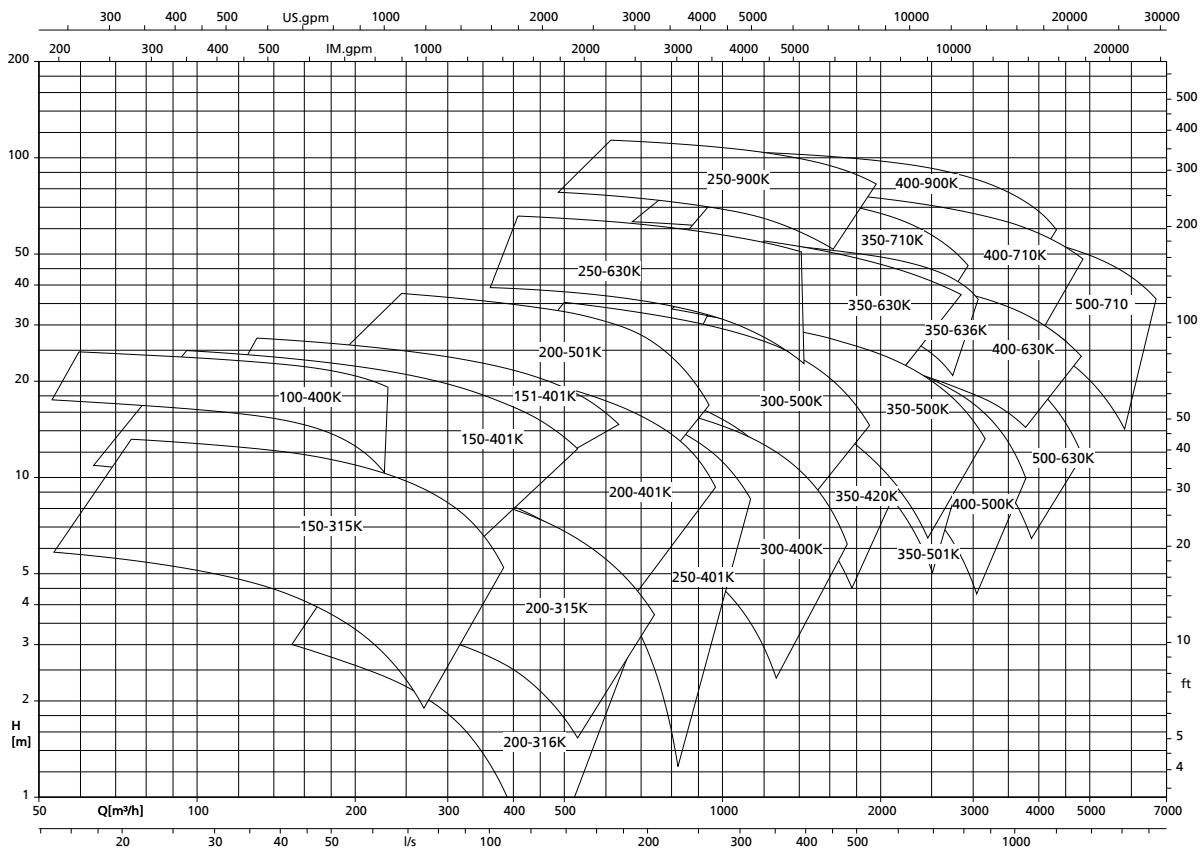 300 400 500 US.gpm 1000 2000 3000 4000 5000 10000 20000 30000
200 300 400 500 IM.gpm 1000 2000 3000 4000 5000 10000 20000
200
500
400
100
300
250-900K
400-900K
200
350-710K
50
400-710K
250-630K
40
350-630K
500-710
30
100
350-636K
400-630K
200-501K
20
100-400K
151-401K
300-500K
350-500K
50
150-401K
40
500-630K
10
200-401K
30
350-420K
400-500K
150-315K
20
300-400K
350-501K
5
250-401K
4
200-315K
3
10
ft
2
H
[m]
200-316K
5
4
1
50 Q[m³/h] 100 200 300 400 500 1000 2000 3000 4000 5000 7000
20 30 40 50 l/s 100 200 300 400 500 1000